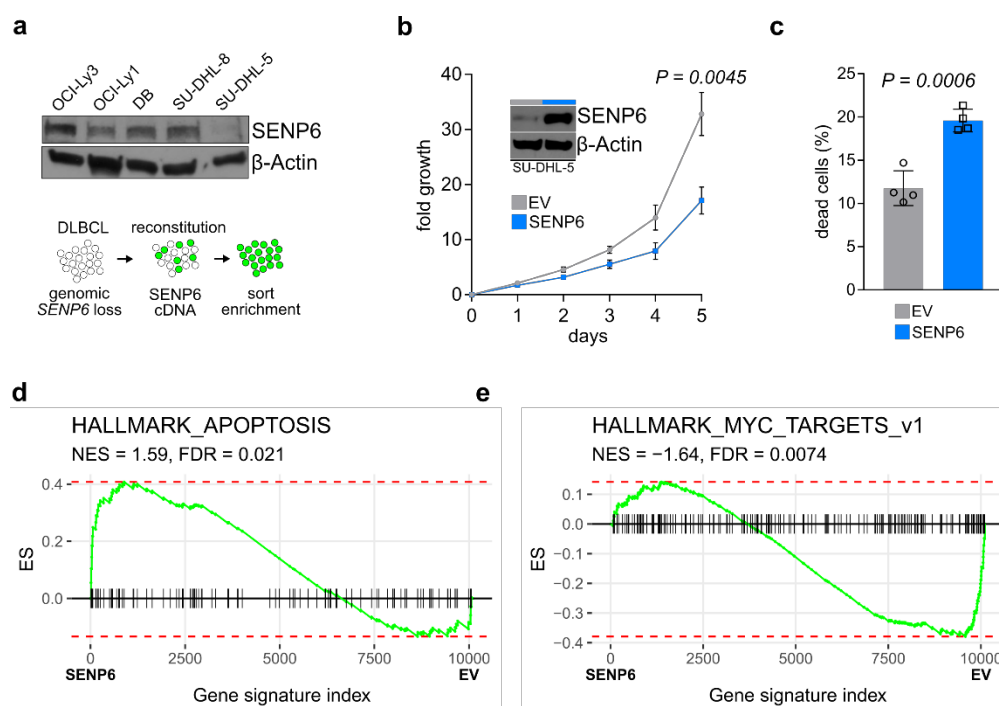 a
OCI-Ly3
OCI-Ly1
DB
SU-DHL-8
SU-DHL-5
SENP6
β-Actin
DLBCL
reconstitution
genomic
SENP6 loss
SENP6
cDNA
sort
enrichment
b
P = 0.0045
SENP6
β-Actin
SU-DHL-5
EV
SENP6
fold growth
40
30
20
10
0
0 1 2 3 4 5
days
c
P = 0.0006
dead cells (%)
25
20
15
10
5
0
EV
SENP6
d
HALLMARK_APOPTOSIS
NES = 1.59, FDR = 0.021
ES
0.4
0.2
0.0
0 2500 5000 7500 10000
SENP6 EV
Gene signature index
e
HALLMARK_MYC_TARGETS_v1
NES = −1.64, FDR = 0.0074
ES
0.1
0.0
−0.1
−0.2
−0.3
−0.4
0 2500 5000 7500 10000
SENP6 EV
Gene signature index